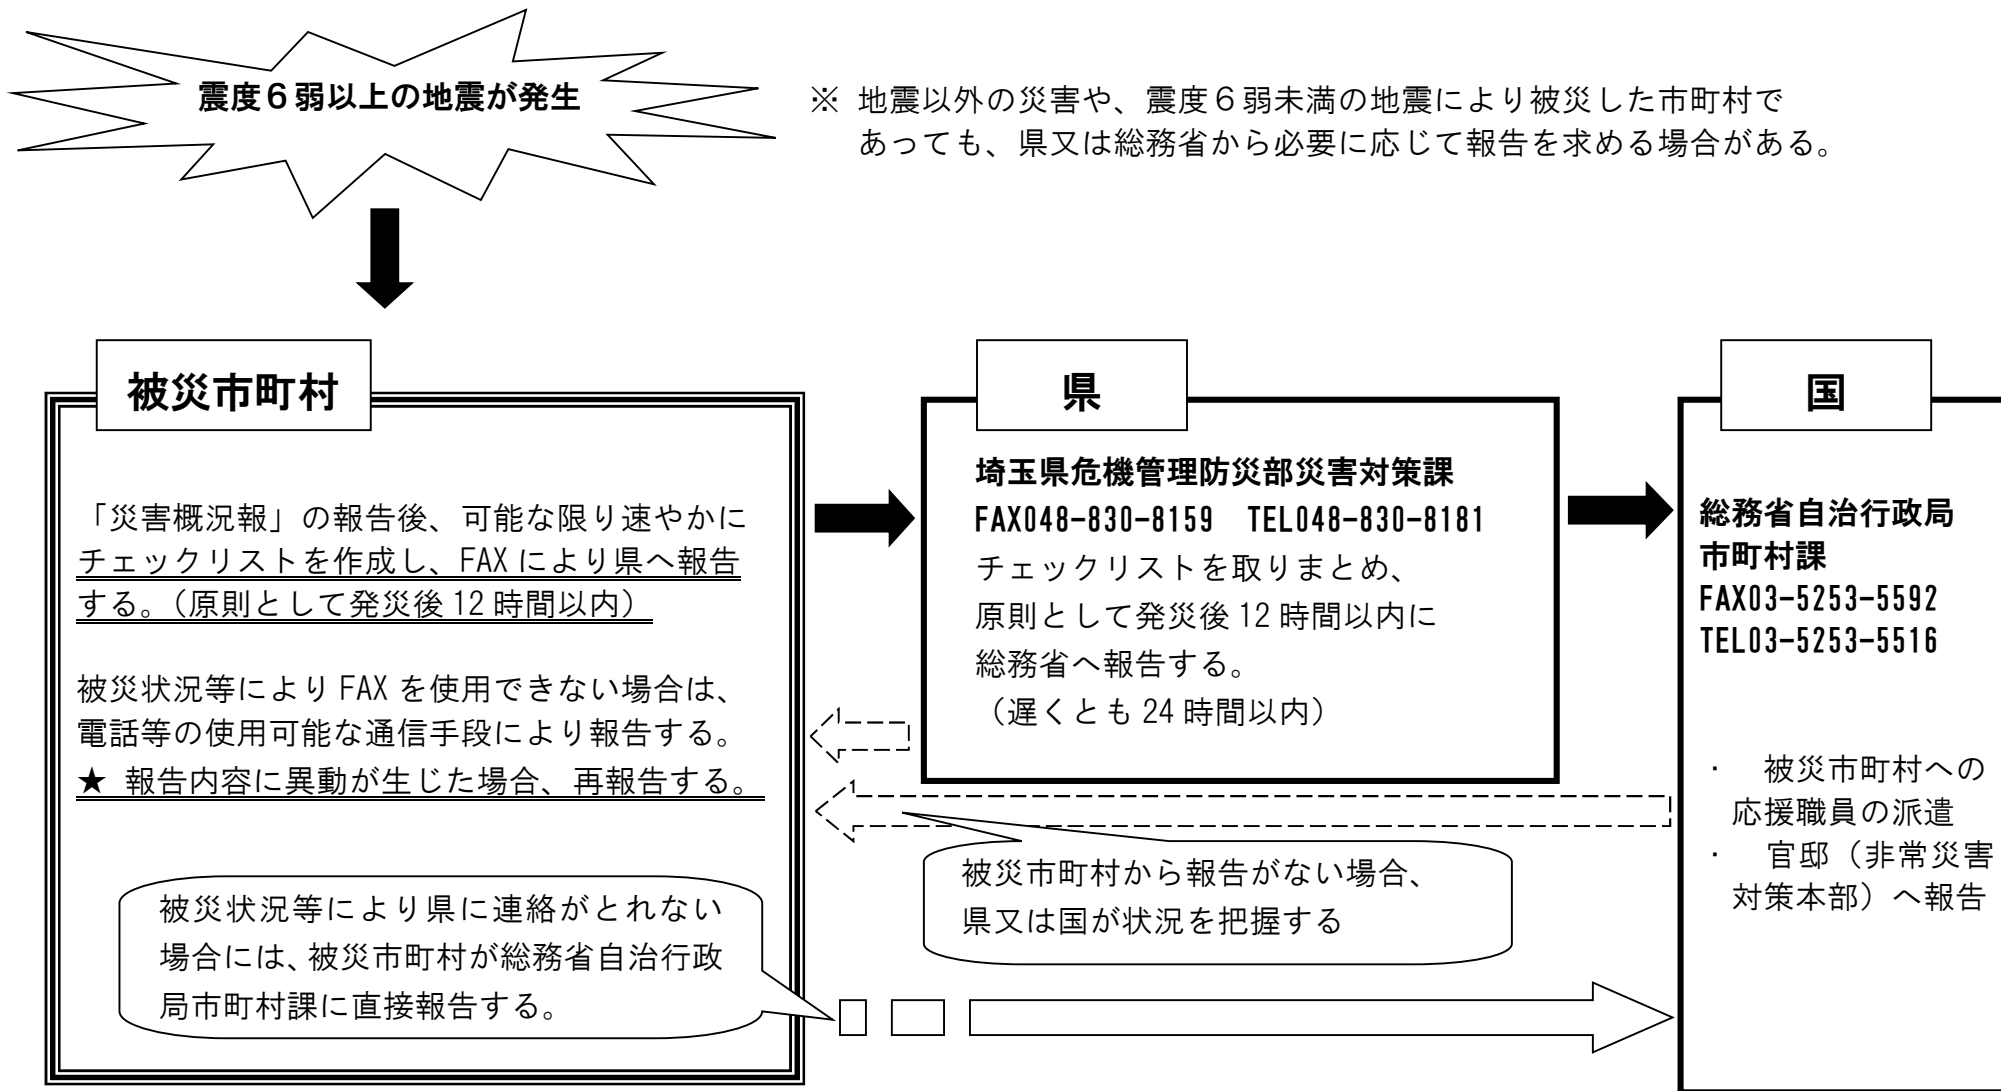 震度６弱以上の地震が発生
※ 地震以外の災害や、震度６弱未満の地震により被災した市町村で
あっても、県又は総務省から必要に応じて報告を求める場合がある。
被災市町村
「災害概況報」の報告後、可能な限り速やかに
チェックリストを作成し、FAX により県へ報告
する。（原則として発災後 12 時間以内）
被災状況等により FAX を使用できない場合は、
電話等の使用可能な通信手段により報告する。
★ 報告内容に異動が生じた場合、再報告する。
被災状況等により県に連絡がとれない
場合には、被災市町村が総務省自治行政
局市町村課に直接報告する。
県
埼玉県危機管理防災部災害対策課
FAX048-830-8159　TEL048-830-8181
チェックリストを取りまとめ、
原則として発災後 12 時間以内に
総務省へ報告する。
（遅くとも 24 時間以内）
被災市町村から報告がない場合、
県又は国が状況を把握する
国
総務省自治行政局
市町村課
FAX03-5253-5592
TEL03-5253-5516
・ 被災市町村への
応援職員の派遣
・ 官邸（非常災害
対策本部）へ報告